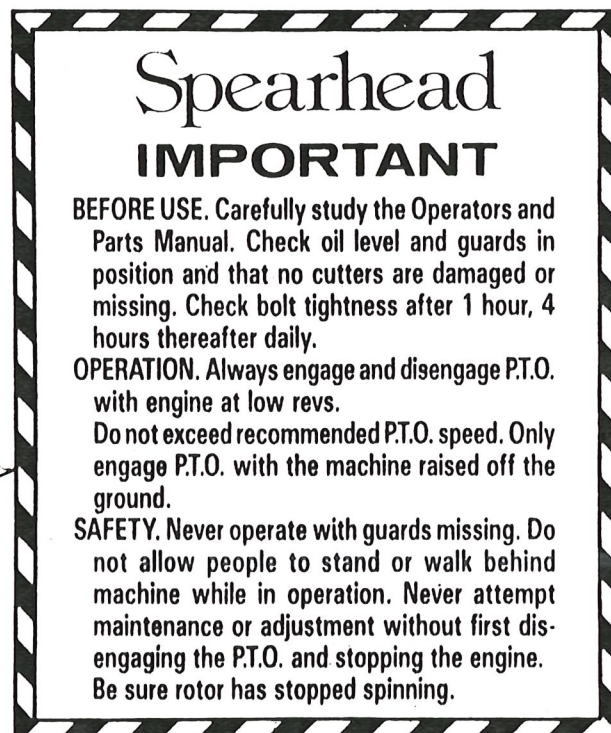 Spearhead
IMPORTANT
BEFORE USE. Carefully study the Operators and
Parts Manual. Check oil level and guards in
position and that no cutters are damaged or
missing. Check bolt tightness after 1 hour, 4
hours thereafter daily.
OPERATION. Always engage and disengage P.T.O.
with engine at low revs.
Do not exceed recommended P.T.O. speed. Only
engage P.T.O. with the machine raised off the
ground.
SAFETY. Never operate with guards missing. Do
not allow people to stand or walk behind
machine while in operation. Never attempt
maintenance or adjustment without first dis-
engaging the P.T.O. and stopping the engine.
Be sure rotor has stopped spinning.